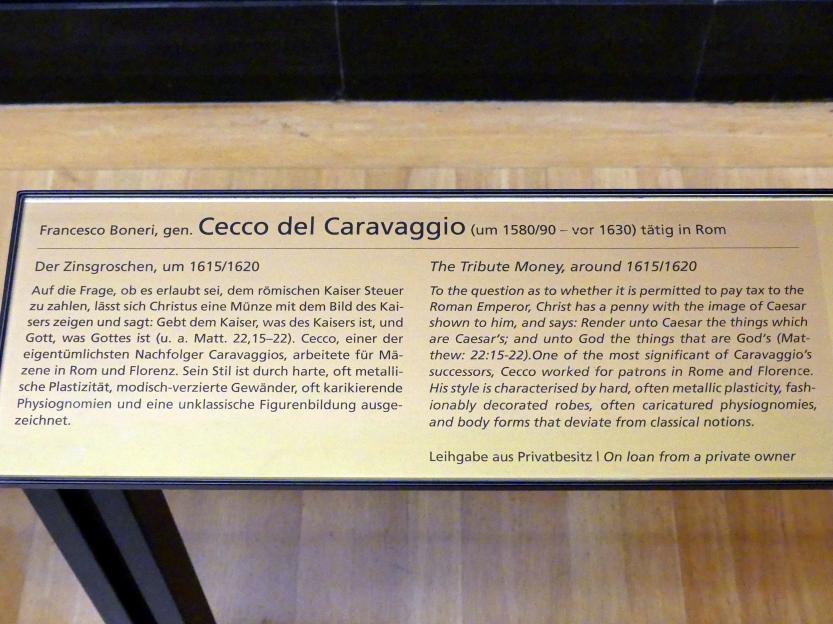 Francesco Boneri, gen. Cecco del Caravaggio (um 1580/90 – vor 1630) tätig in Rom
Der Zinsgroschen, um 1615/1620
Auf die Frage, ob es erlaubt sei, dem römischen Kaiser Steuer
zu zahlen, lässt sich Christus eine Münze mit dem Bild des Kai-
sers zeigen und sagt: Gebt dem Kaiser, was des Kaisers ist, und
Gott, was Gottes ist (u. a. Matt. 22,15–22). Cecco, einer der
eigentümlichsten Nachfolger Caravaggios, arbeitete für Mä-
zene in Rom und Florenz. Sein Stil ist durch harte, oft metalli-
sche Plastizität, modisch-verzierte Gewänder, oft karikierende
Physiognomien und eine unklassische Figurenbildung ausge-
zeichnet.
The Tribute Money, around 1615/1620
To the question as to whether it is permitted to pay tax to the
Roman Emperor, Christ has a penny with the image of Caesar
shown to him, and says: Render unto Caesar the things which
are Caesar's; and unto God the things that are God's (Mat-
thew: 22:15-22).One of the most significant of Caravaggio's
successors, Cecco worked for patrons in Rome and Florence.
His style is characterised by hard, often metallic plasticity, fash-
ionably decorated robes, often caricatured physiognomies,
and body forms that deviate from classical notions.
Leihgabe aus Privatbesitz | On loan from a private owner